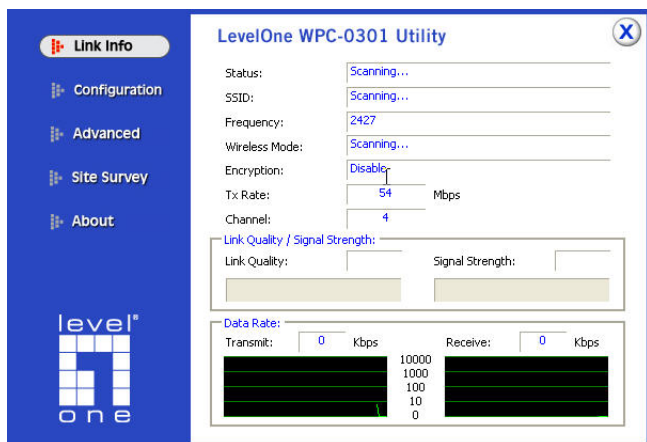 Link Info
Configuration
Advanced
Site Survey
About
level one
LevelOne WPC-0301 Utility
X
Status: Scanning...
SSID: Scanning...
Frequency: 2427
Wireless Mode: Scanning...
Encryption: Disable
Tx Rate: 54 Mbps
Channel: 4
Link Quality / Signal Strength:
Link Quality: Signal Strength:
Data Rate:
Transmit: 0 Kbps Receive: 0 Kbps
10000
1000
100
10
0